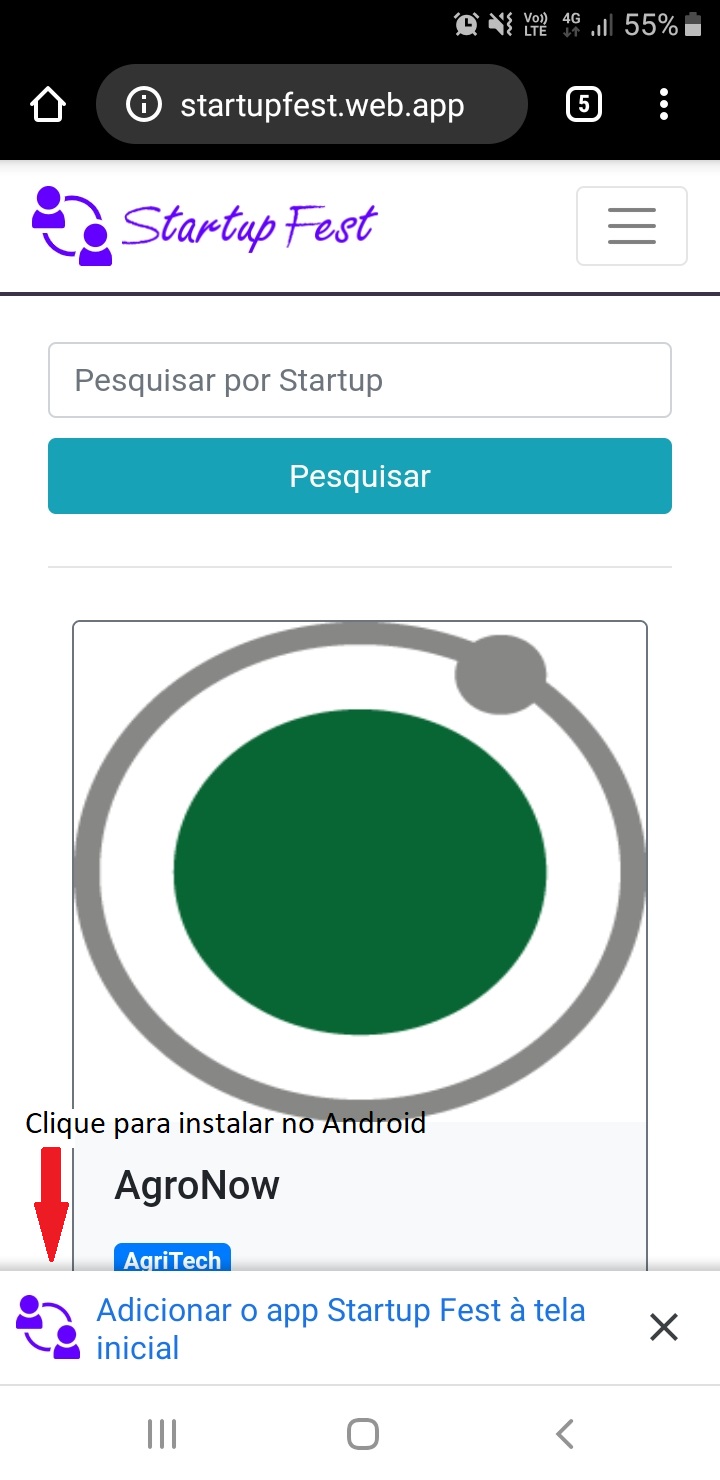 Vo)) LTE 4G 55%
startupfest.web.app 5
Startup Fest
Pesquisar por Startup
Pesquisar
Clique para instalar no Android
AgroNow
AgriTech
Adicionar o app Startup Fest à tela
inicial